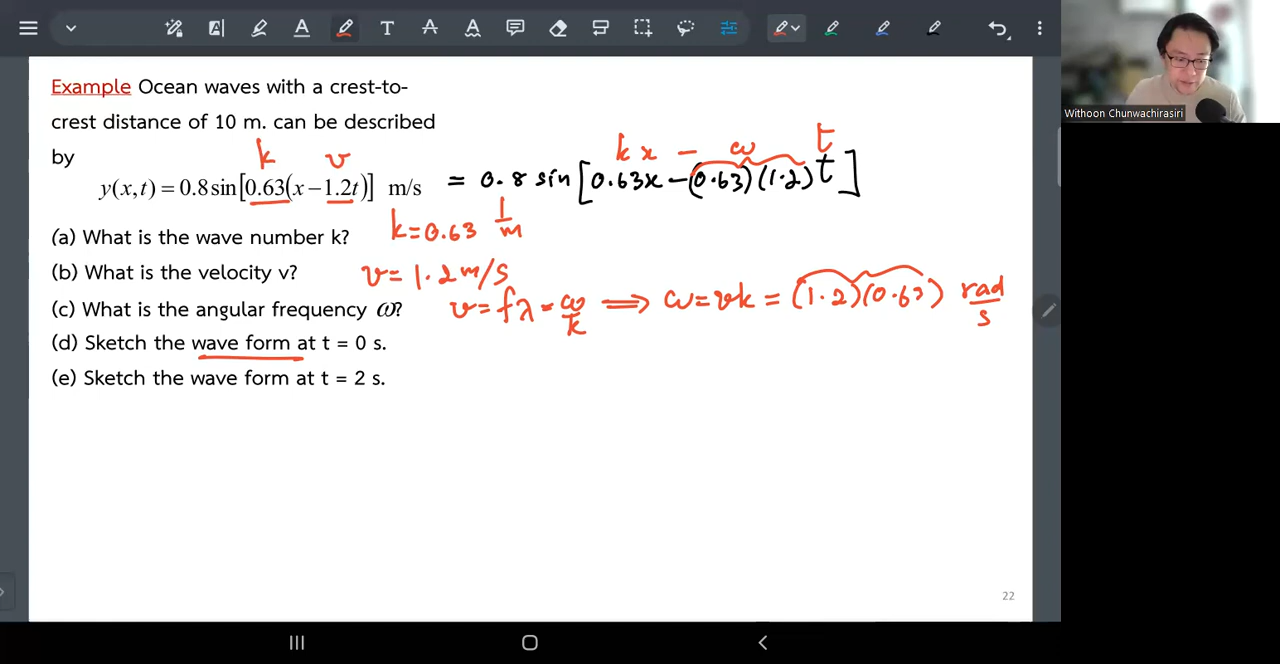 Withoon Chunwachirasiri
Example Ocean waves with a crest-to-
crest distance of 10 m. can be described
by
k v
kx - ω t
y(x,t) = 0.8sin[0.63(x−1.2t)] m/s = 0.8 sin[0.63x−(0.63)(1.2)t]
(a) What is the wave number k? k=0.63 1/m
(b) What is the velocity v? v = 1.2 m/s
(c) What is the angular frequency ω? v = fλ = ω/k ⟹ ω = vk = (1.2)(0.63) rad/s
(d) Sketch the wave form at t = 0 s.
(e) Sketch the wave form at t = 2 s.
22